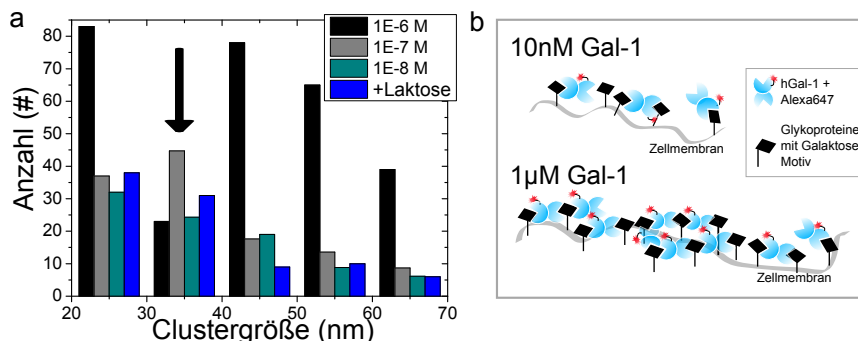 a
Anzahl (#)
80
70
60
50
40
30
20
10
0
20 30 40 50 60 70
Clustergröße (nm)
1E-6 M
1E-7 M
1E-8 M
+Laktose
b
10nM Gal-1
Zellmembran
1µM Gal-1
Zellmembran
hGal-1 +
Alexa647
Glykoproteine
mit Galaktose
Motiv